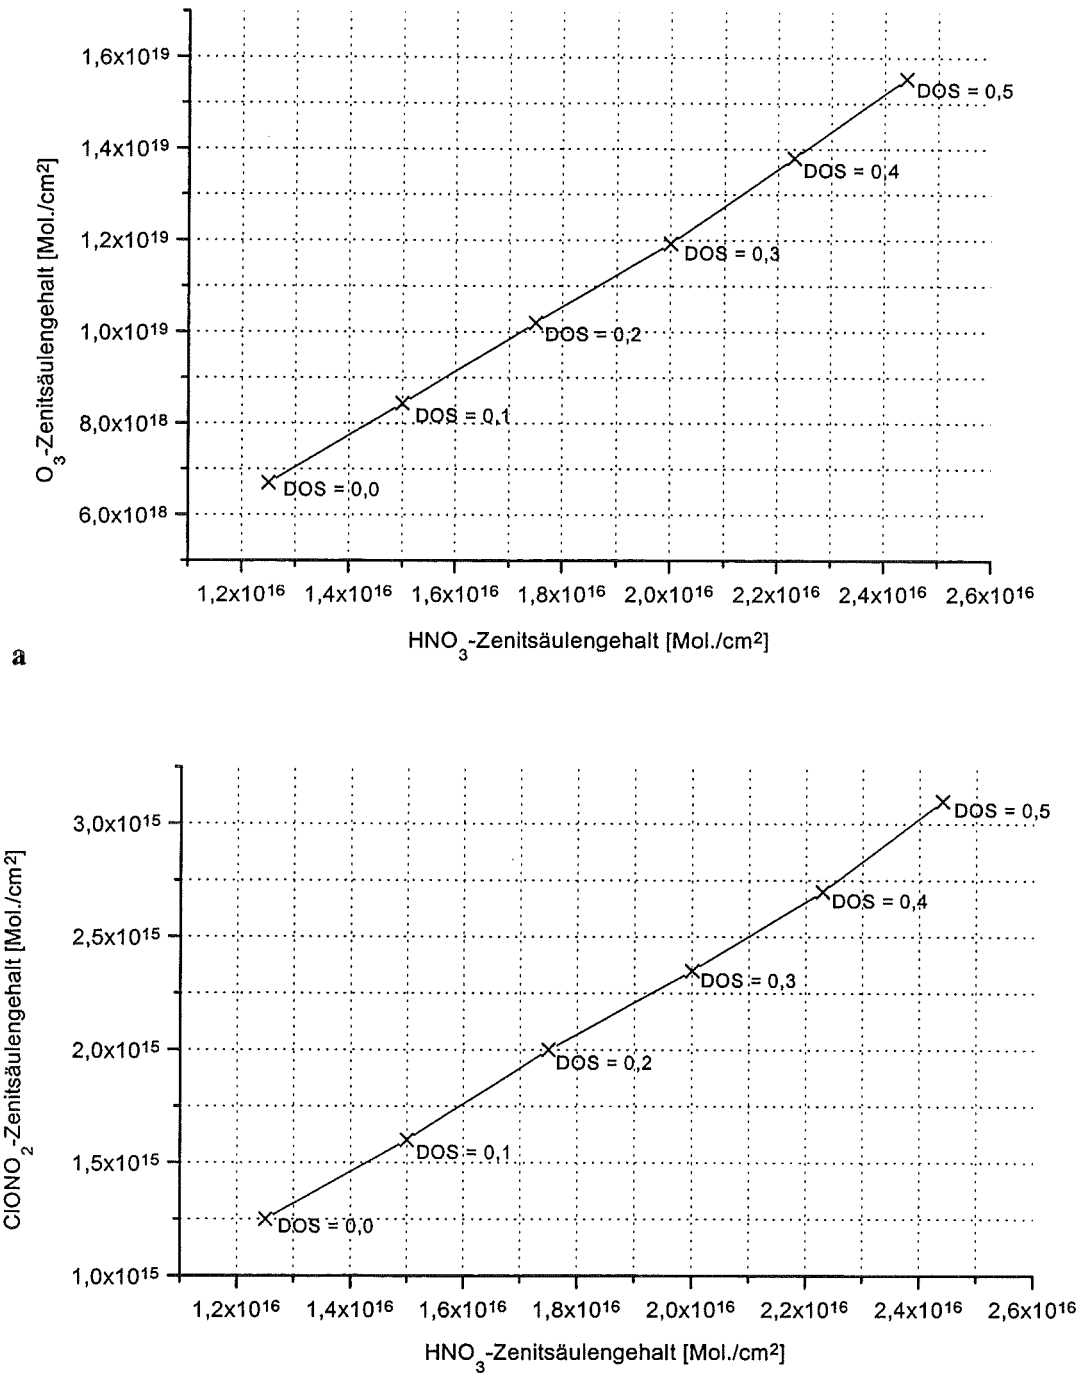 1,6x10¹⁹
1,4x10¹⁹
1,2x10¹⁹
1,0x10¹⁹
8,0x10¹⁸
6,0x10¹⁸
O₃-Zenitsäulengehalt [Mol./cm²]
DOS = 0,5
DOS = 0,4
DOS = 0,3
DOS = 0,2
DOS = 0,1
DOS = 0,0
1,2x10¹⁶ 1,4x10¹⁶ 1,6x10¹⁶ 1,8x10¹⁶ 2,0x10¹⁶ 2,2x10¹⁶ 2,4x10¹⁶ 2,6x10¹⁶
HNO₃-Zenitsäulengehalt [Mol./cm²]
a
3,0x10¹⁵
2,5x10¹⁵
2,0x10¹⁵
1,5x10¹⁵
1,0x10¹⁵
ClONO₂-Zenitsäulengehalt [Mol./cm²]
DOS = 0,5
DOS = 0,4
DOS = 0,3
DOS = 0,2
DOS = 0,1
DOS = 0,0
1,2x10¹⁶ 1,4x10¹⁶ 1,6x10¹⁶ 1,8x10¹⁶ 2,0x10¹⁶ 2,2x10¹⁶ 2,4x10¹⁶ 2,6x10¹⁶
HNO₃-Zenitsäulengehalt [Mol./cm²]